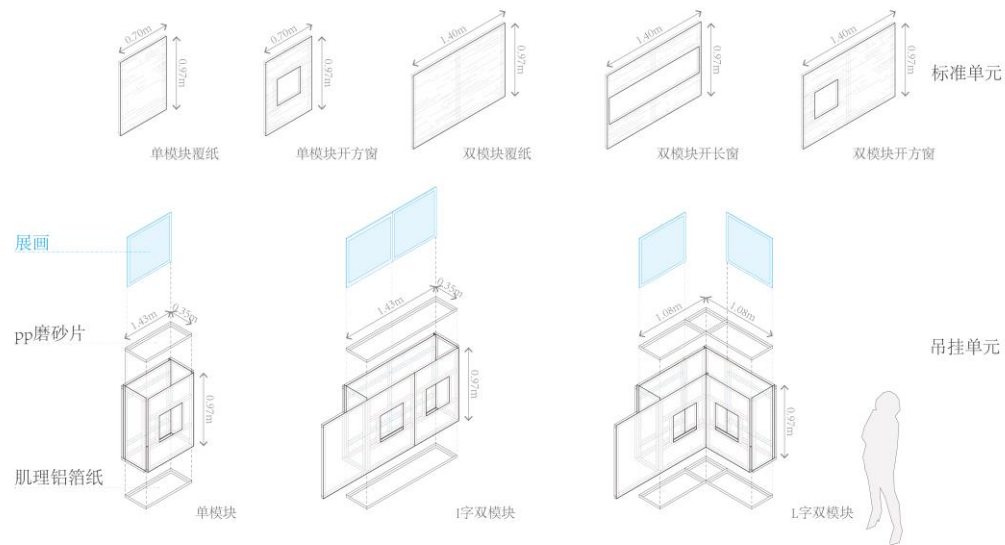 0.70m
0.97m
0.70m
0.97m
1.40m
0.97m
1.40m
0.97m
1.40m
0.97m
标准单元
单模块覆纸
单模块开方窗
双模块覆纸
双模块开长窗
双模块开方窗
展画
pp磨砂片
1.43m
0.35m
1.43m
0.35m
1.08m
1.08m
吊挂单元
0.97m
0.97m
0.97m
肌理铝箔纸
单模块
I字双模块
L字双模块